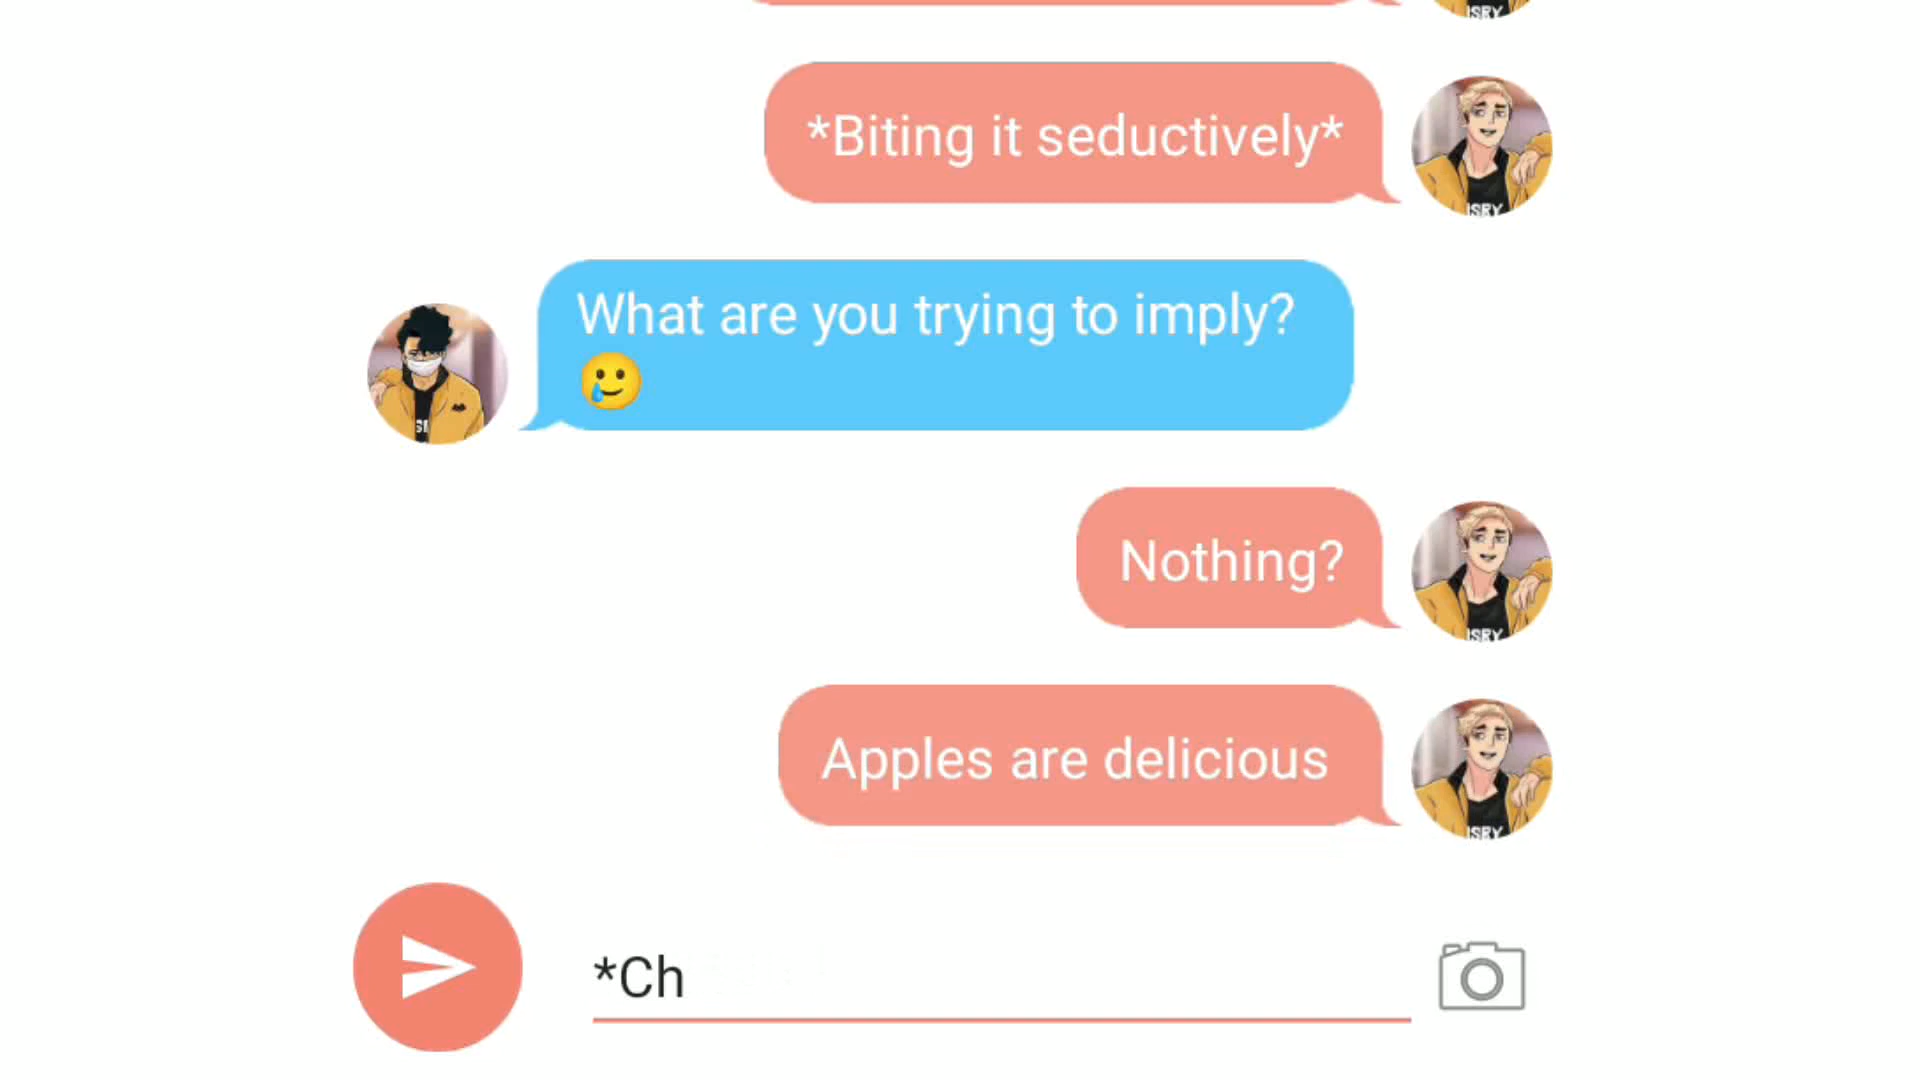 *Biting it seductively*
What are you trying to imply?
🥲
Nothing?
Apples are delicious
*Ch